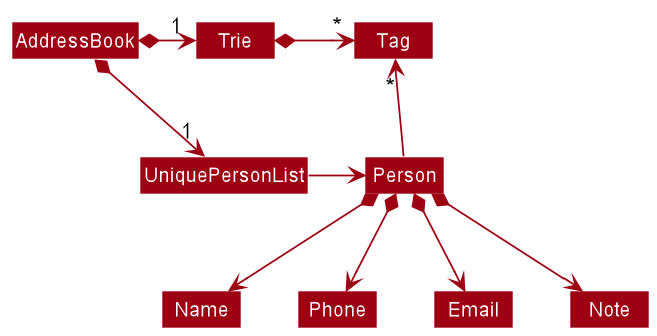 AddressBook
1
Trie
*
Tag
*
1
UniquePersonList
Person
Name
Phone
Email
Note